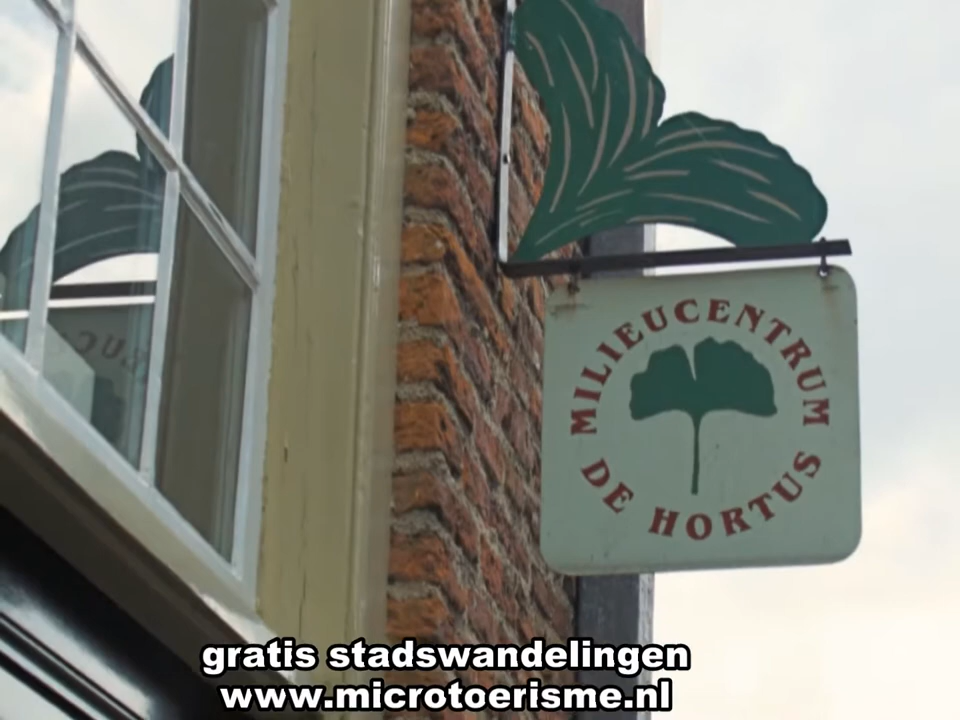 MILIEUCENTRUM
DE HORTUS
gratis stadswandelingen
www.microtoerisme.nl